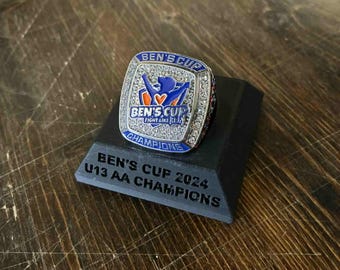 BEN'S CUP
BEN'S CUP
FIGHT LIKE BEN
CHAMPIONS
BEN'S CUP 2024
U13 AA CHAMPIONS